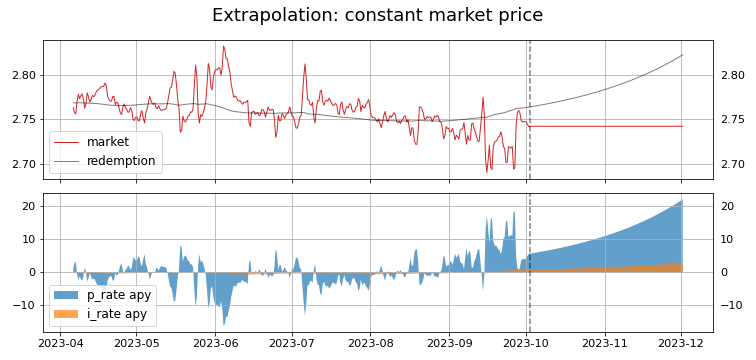 Extrapolation: constant market price
2.80
2.80
2.75
2.75
2.70
2.70
market
redemption
20
20
10
10
0
0
−10
−10
p_rate apy
i_rate apy
2023-04 2023-05 2023-06 2023-07 2023-08 2023-09 2023-10 2023-11 2023-12